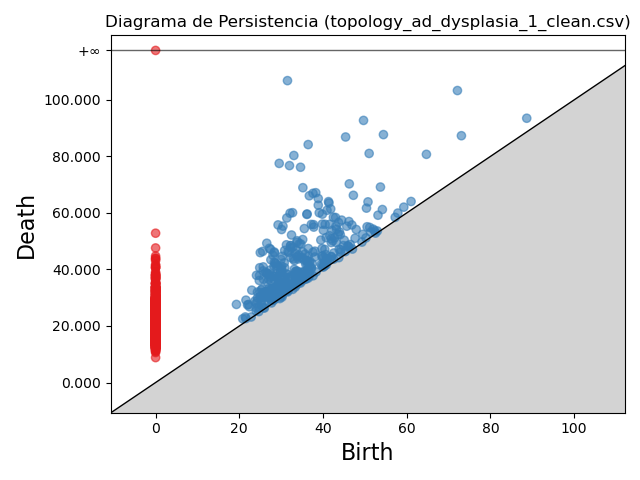 Diagrama de Persistencia (topology_ad_dysplasia_1_clean.csv)
+∞
100.000
80.000
60.000
40.000
20.000
0.000
Death
0 20 40 60 80 100
Birth